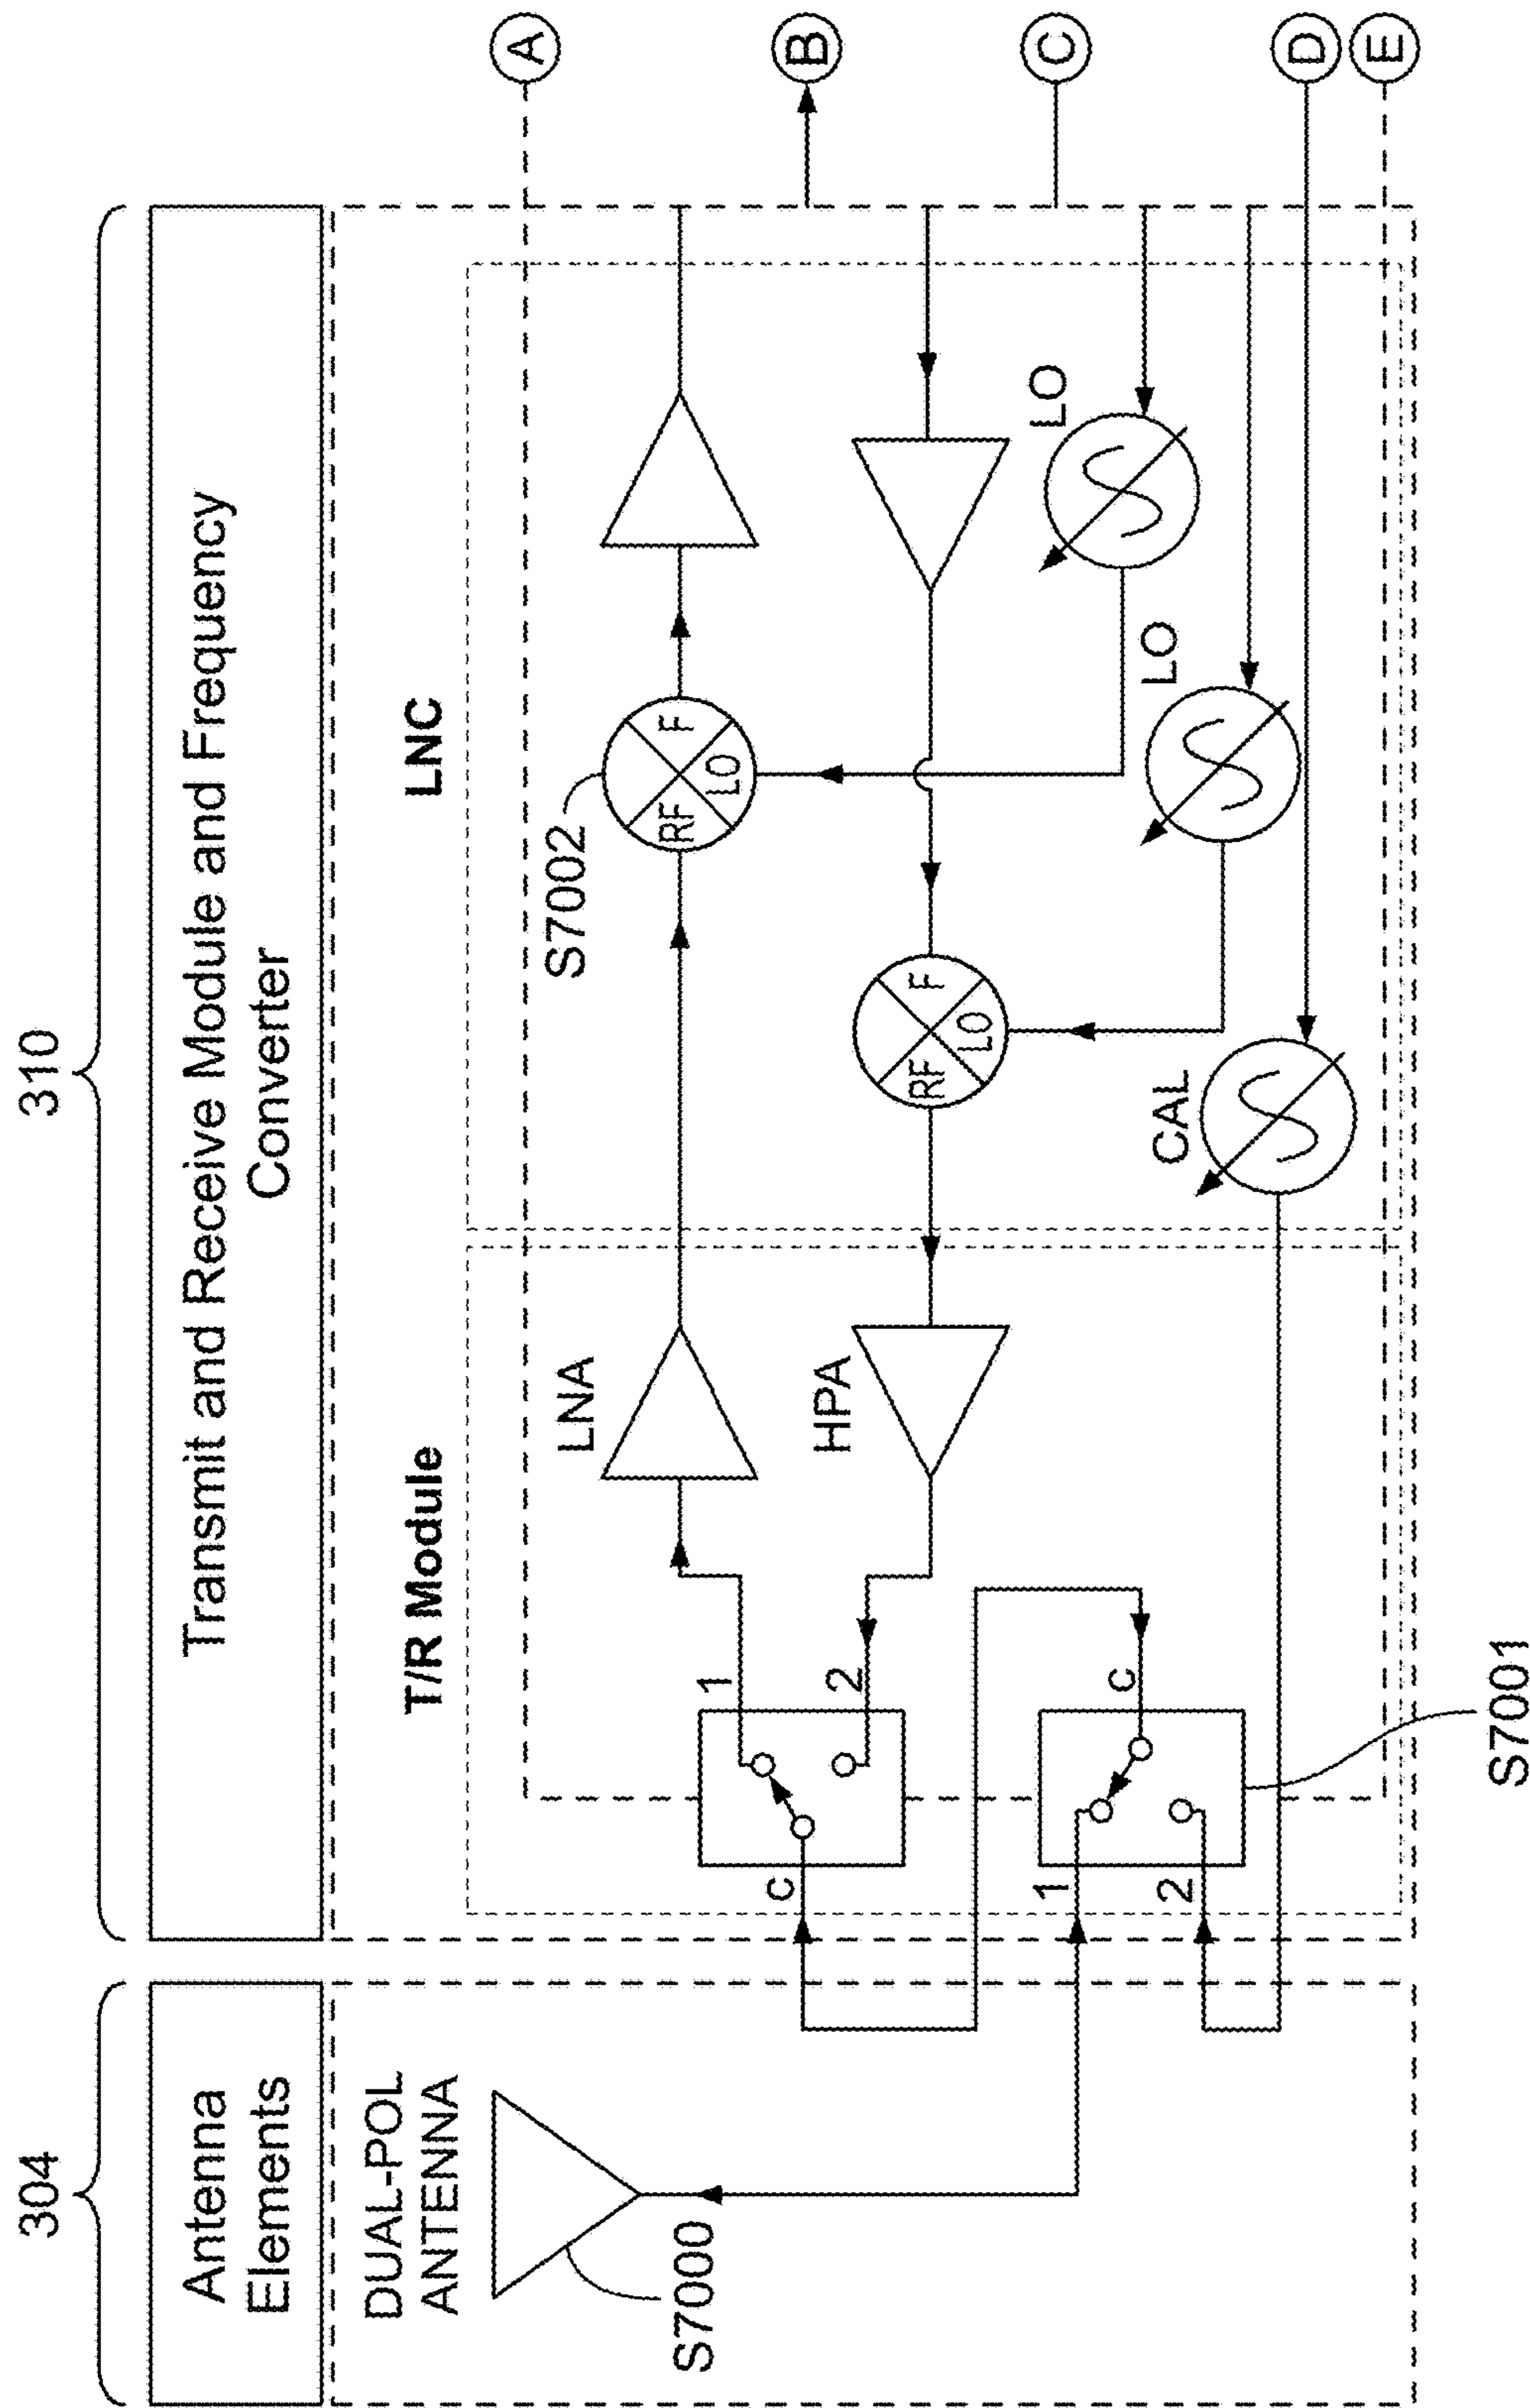 304
310
Antenna
Elements
Transmit and Receive Module and Frequency
Converter
DUAL-POL
ANTENNA
T/R Module
LNC
S7000
S7001
S7002
c
1
2
1
2
c
LNA
HPA
RF
F
LO
RF
F
LO
LO
LO
CAL
A
B
C
D
E